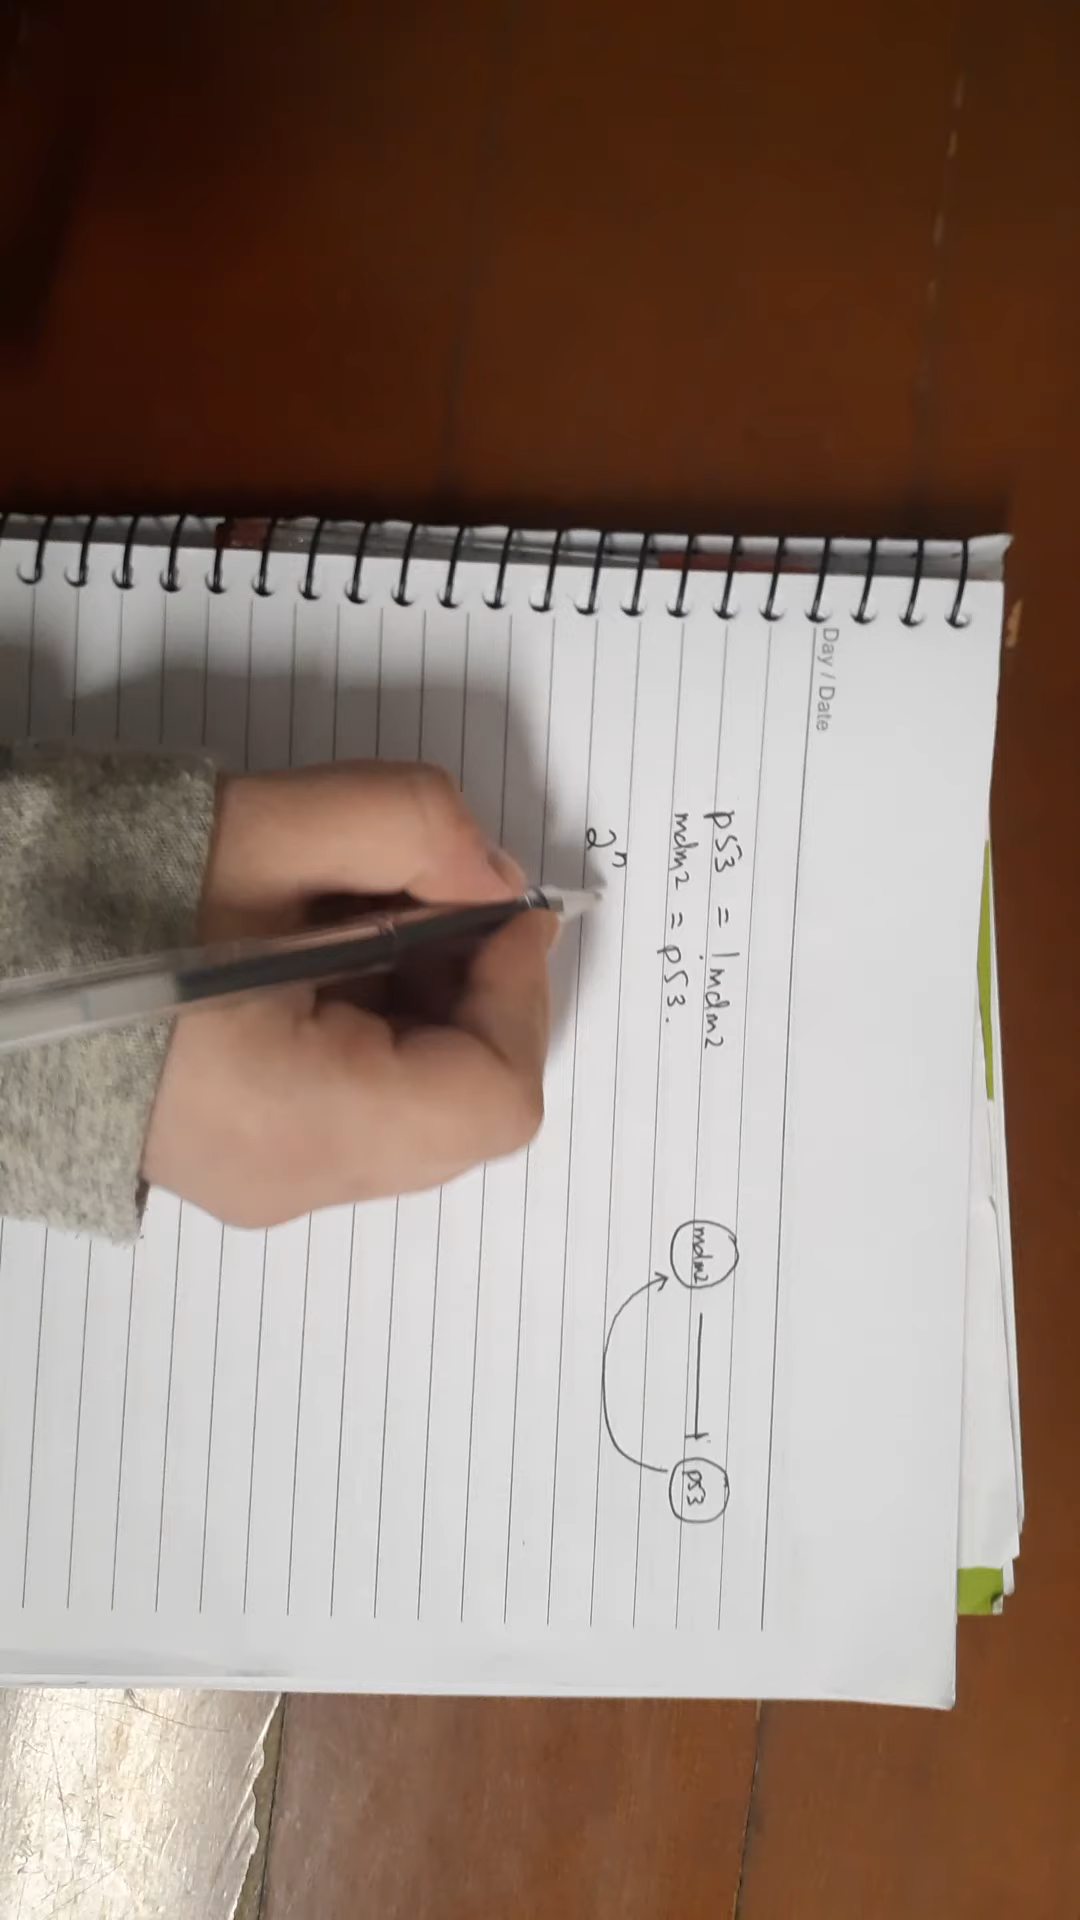 Day / Date
p53 = !mdm2
mdm2 = p53.
mdm2 p53
2ⁿ